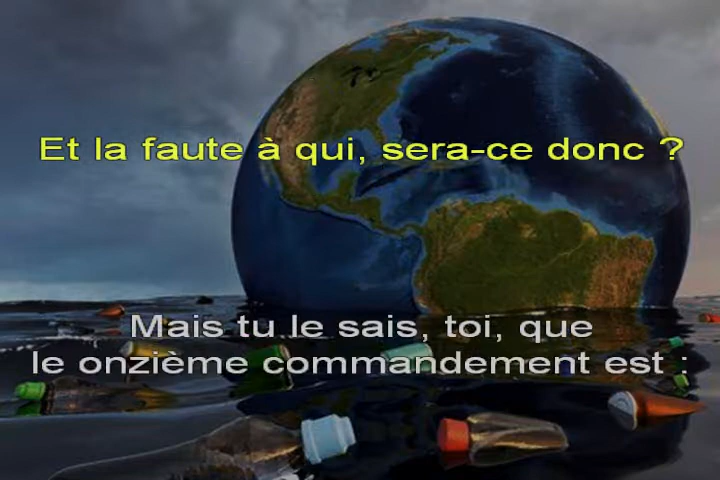 Et la faute à qui, sera-ce donc ?
Mais tu le sais, toi, que
le onzième commandement est :